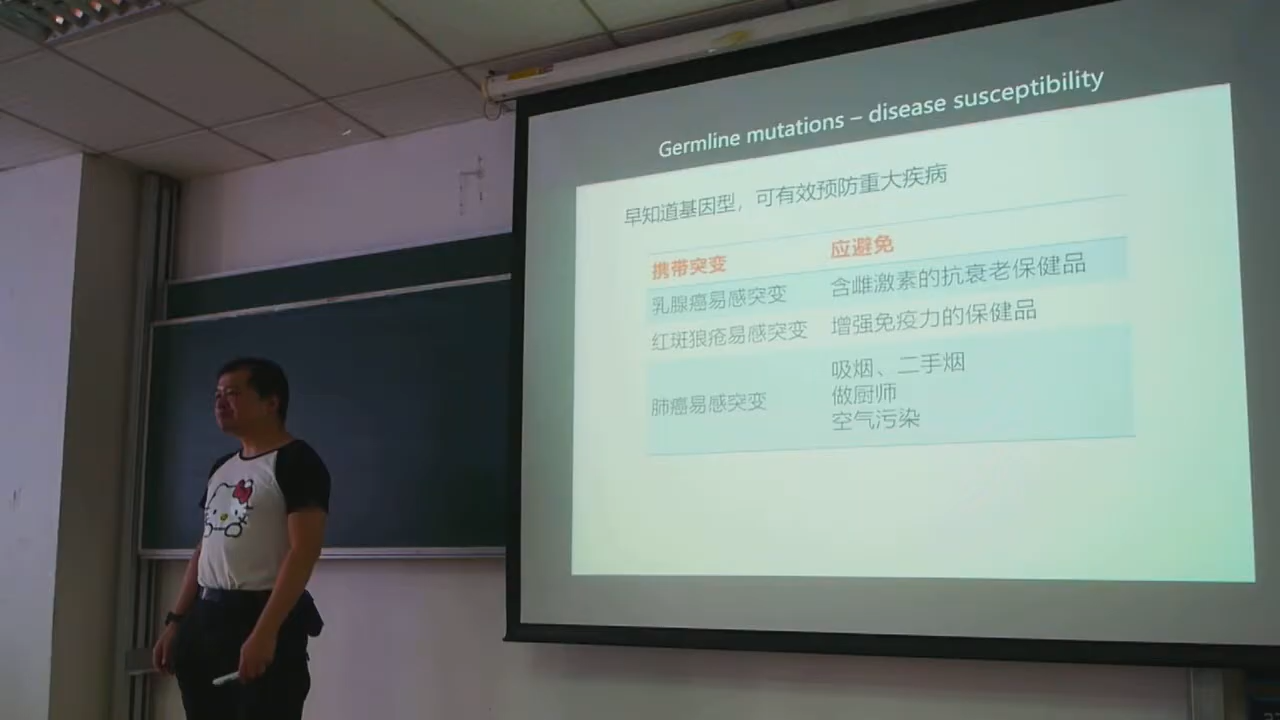 Germline mutations – disease susceptibility
早知道基因型，可有效预防重大疾病
携带突变 应避免
乳腺癌易感突变 含雌激素的抗衰老保健品
红斑狼疮易感突变 增强免疫力的保健品
肺癌易感突变 吸烟、二手烟
做厨师
空气污染